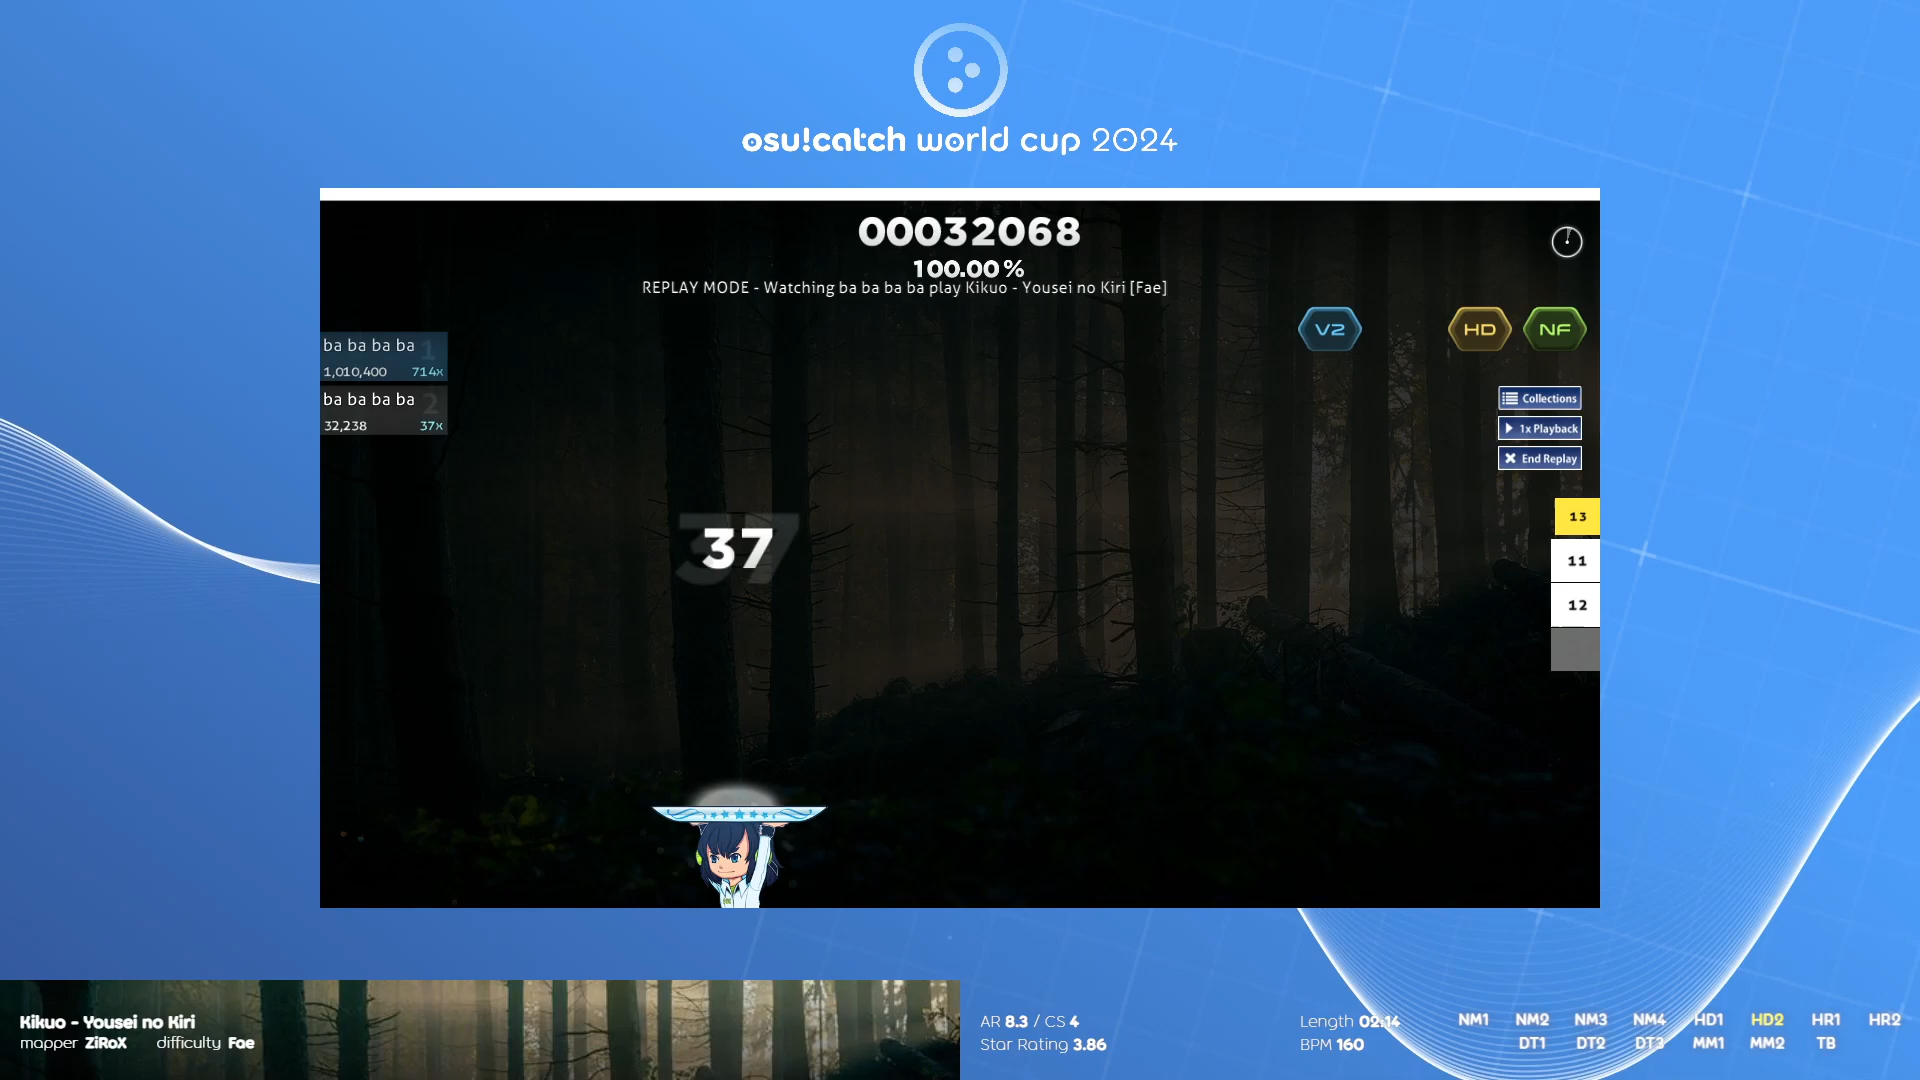 osu!catch world cup 2024
00032068
100.00%
REPLAY MODE - Watching ba ba ba ba play Kikuo - Yousei no Kiri [Fae]
V2 HD NF
ba ba ba ba 1
1,010,400 714x
ba ba ba ba 2
32,238 37x
Collections
1x Playback
End Replay
37
13
11
12
Kikuo - Yousei no Kiri
mapper ZiRoX difficulty Fae
AR 8.3 / CS 4
Star Rating 3.86
Length 02:14
BPM 160
NM1 NM2 NM3 NM4 HD1 HD2 HR1 HR2
DT1 DT2 DT3 MM1 MM2 TB